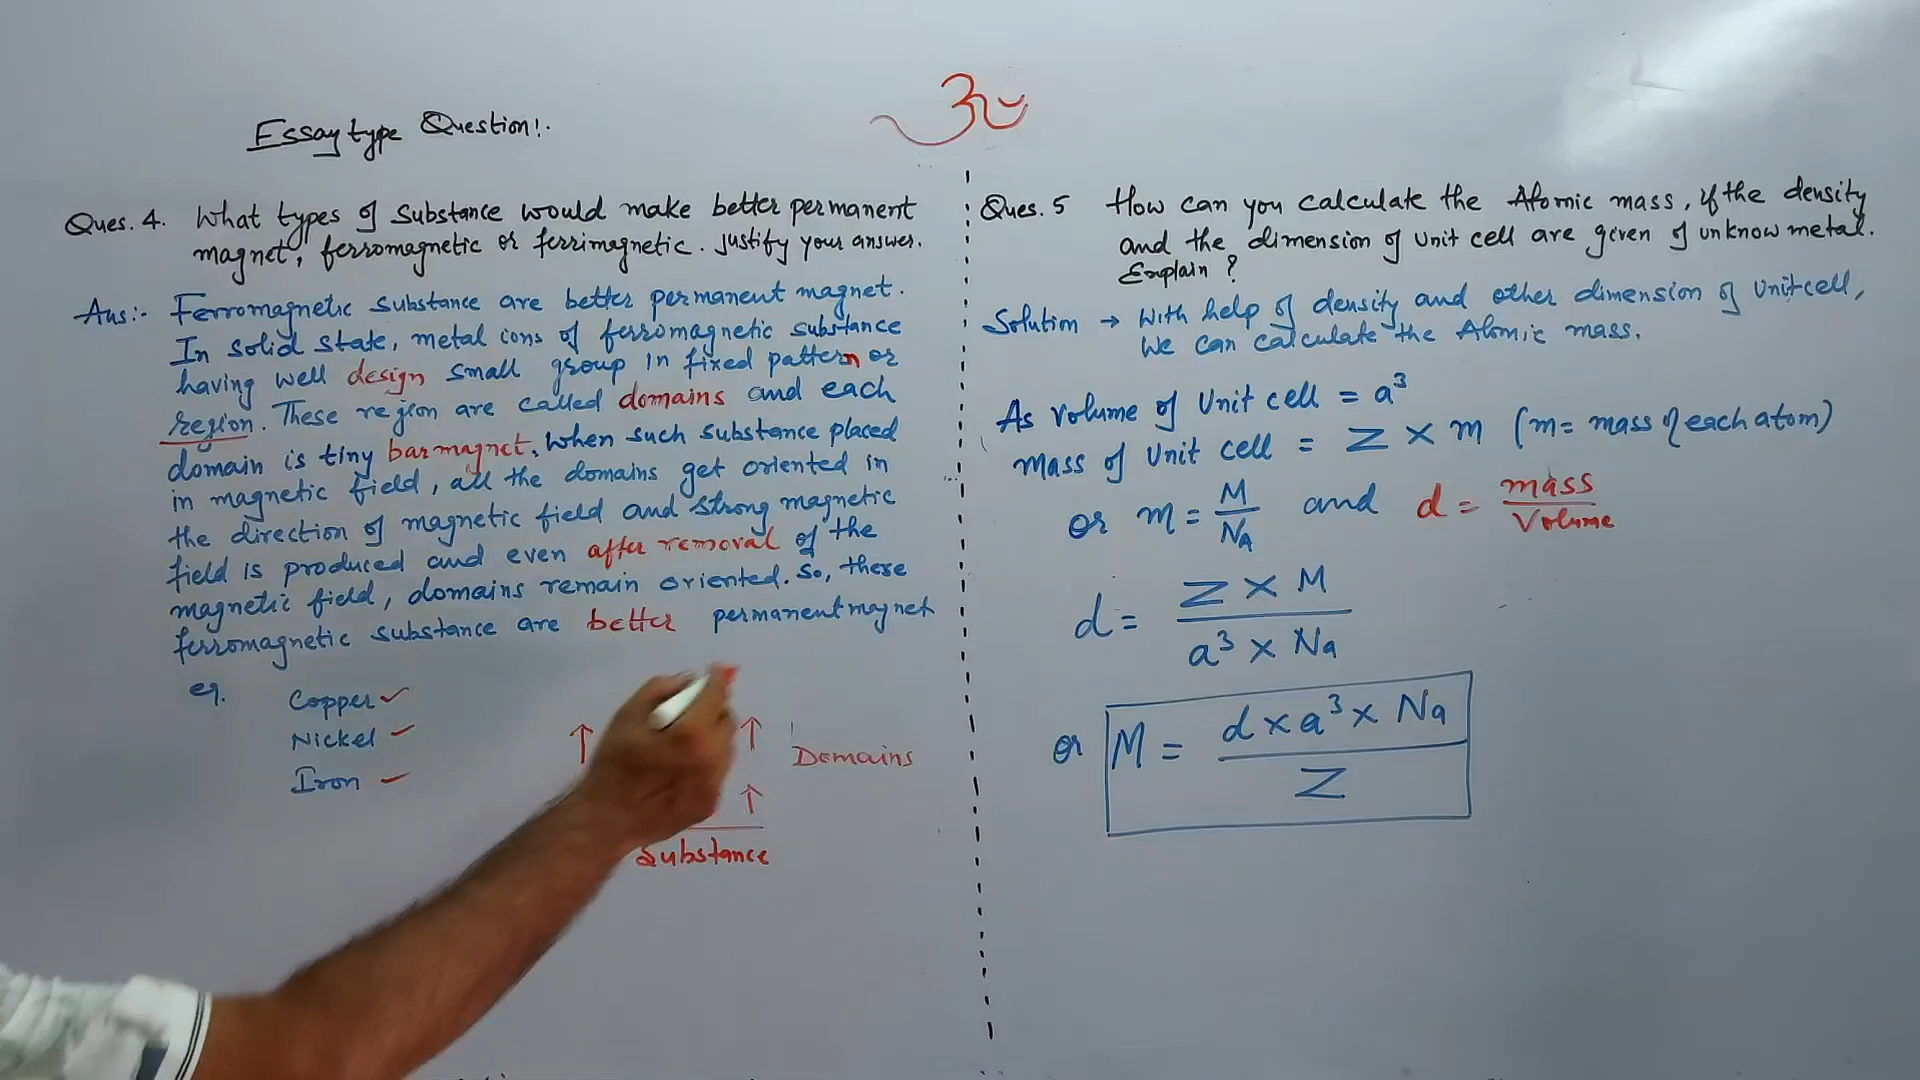 ॐ
Essay type Question:-
Ques. 4. What types of substance would make better permanent
magnet, ferromagnetic or ferrimagnetic. Justify your answer.
Ans:- Ferromagnetic substance are better permanent magnet.
In solid state, metal ions of ferromagnetic substance
having well design small group in fixed pattern or
region. These region are called domains and each
domain is tiny barmagnet. When such substance placed
in magnetic field, all the domains get oriented in
the direction of magnetic field and strong magnetic
field is produced and even after removal of the
magnetic field, domains remain oriented. So, these
ferromagnetic substance are better permanent magnet
eg.
Copper ✓
Nickel
Iron
↑ ↑ Domains
↑
Substance
Ques. 5 How can you calculate the Atomic mass, if the density
and the dimension of unit cell are given of unknow metal.
Explain?
Solution → With help of density and other dimension of Unitcell,
We can calculate the Atomic mass.
As volume of Unit cell = a³
Mass of Unit cell = Z × m (m= mass of each atom)
or m = M/NA and d = mass/Volume
d = Z × M / a³ × Na
or M = d × a³ × Na / Z